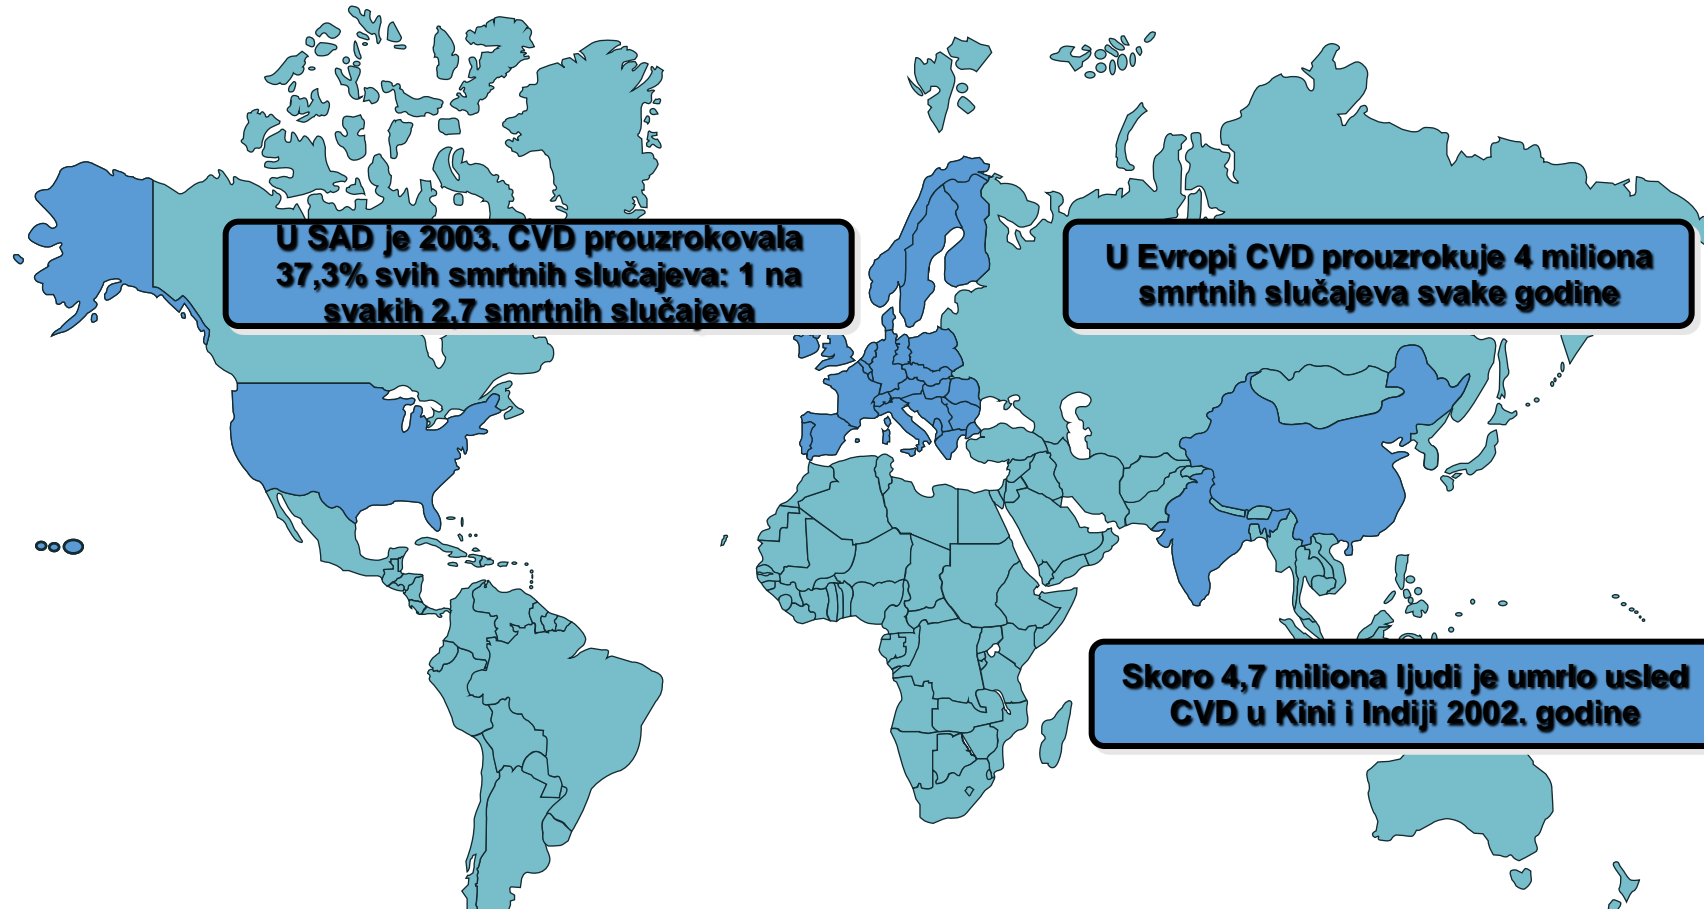 U SAD je 2003. CVD prouzrokovala
37,3% svih smrtnih slučajeva: 1 na
svakih 2,7 smrtnih slučajeva
U Evropi CVD prouzrokuje 4 miliona
smrtnih slučajeva svake godine
Skoro 4,7 miliona ljudi je umrlo usled
CVD u Kini i Indiji 2002. godine